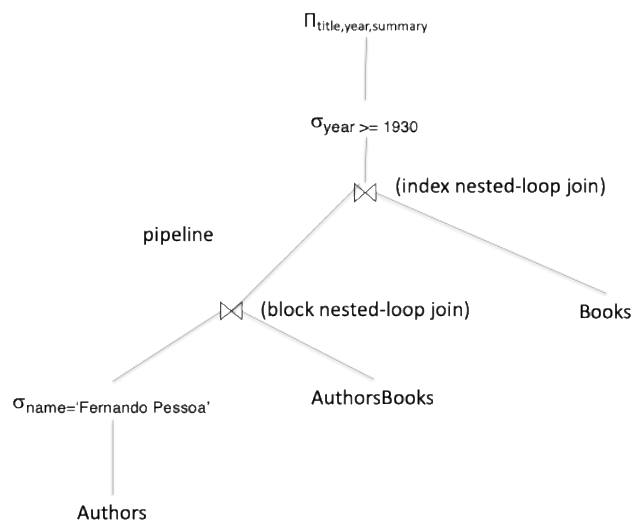 Πtitle,year,summary
σyear >= 1930
(index nested-loop join)
pipeline
(block nested-loop join)
Books
AuthorsBooks
σname='Fernando Pessoa'
Authors